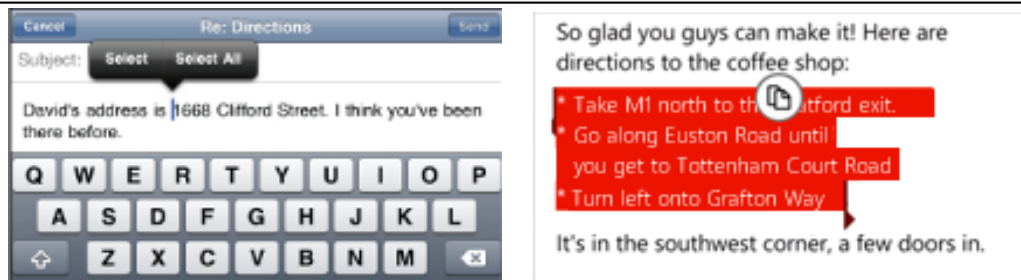 Cancel Re: Directions Send
Subject: Select Select All
David's address is 1668 Clifford Street. I think you've been
there before.
Q W E R T Y U I O P
A S D F G H J K L
Z X C V B N M
So glad you guys can make it! Here are
directions to the coffee shop:
* Take M1 north to th atford exit.
* Go along Euston Road until
you get to Tottenham Court Road
* Turn left onto Grafton Way
It's in the southwest corner, a few doors in.